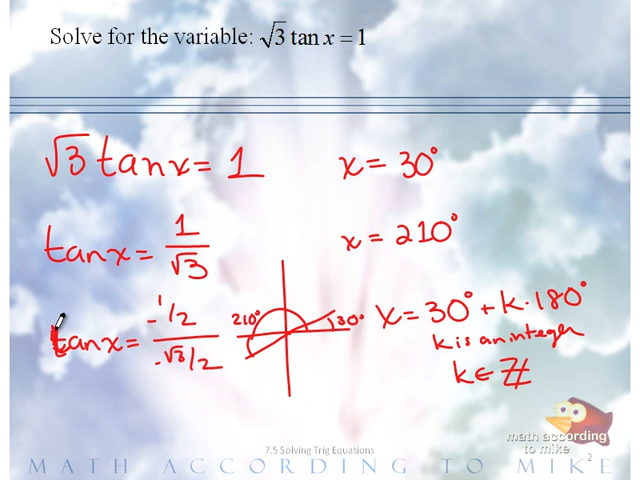 Solve for the variable: √3 tan x = 1
√3 tan x = 1
x = 30°
tan x = 1/√3
x = 210°
tan x = -1/2 / -√3/2
210°
30°
x = 30° + k · 180°
k is an integer
k ∈ ℤ
math according
to mike
7.5 Solving Trig Equations
2
MATH ACCORDING TO MIKE